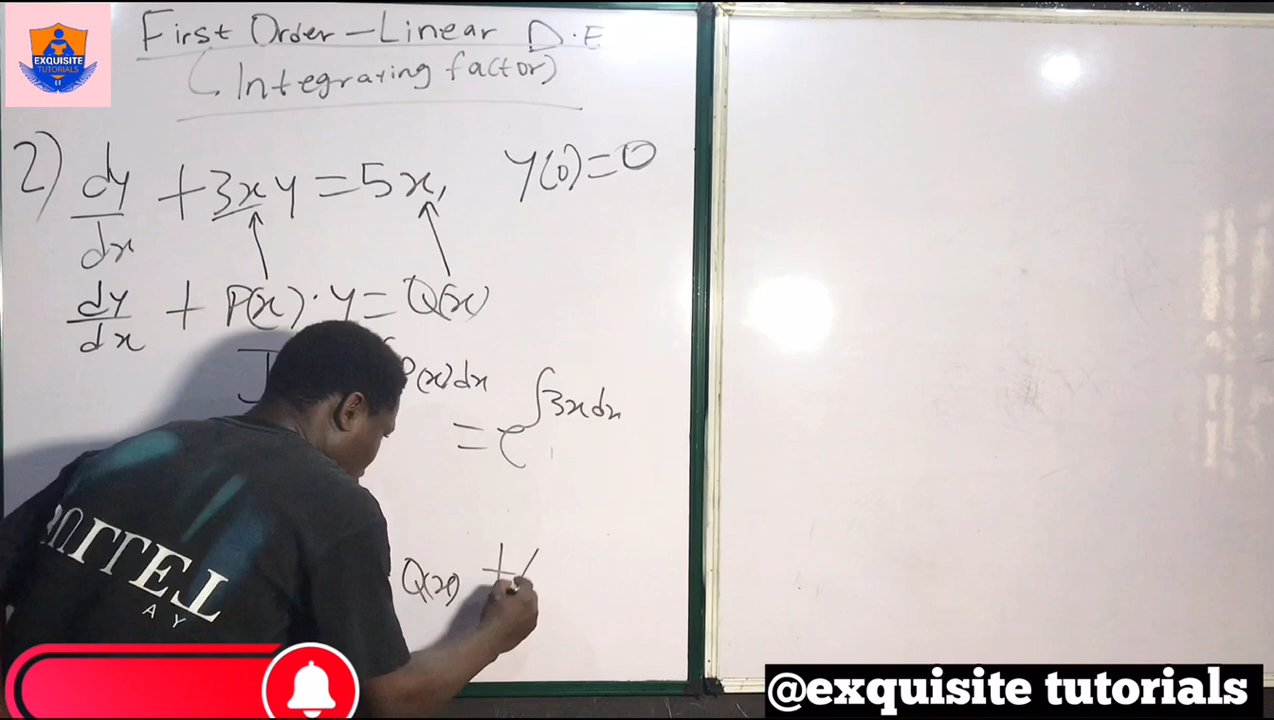 EXQUISITE
TUTORIALS
ET
First Order – Linear D.E
(Integrating factor)
2) dy/dx + 3xy = 5x, y(0) = 0
dy/dx + P(x) · y = Q(x)
P(x)dx
= e^∫3xdx
Q(x)
@exquisite tutorials